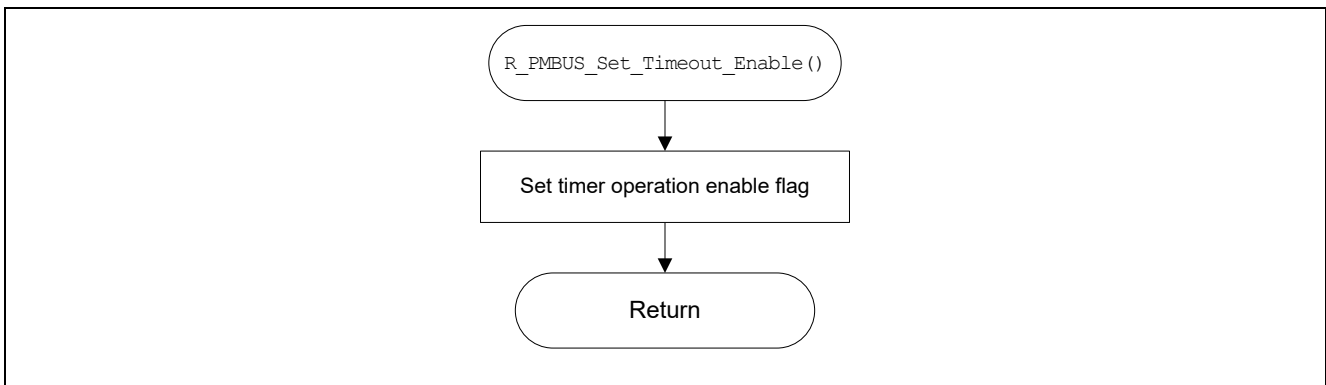 R_PMBUS_Set_Timeout_Enable()
Set timer operation enable flag
Return